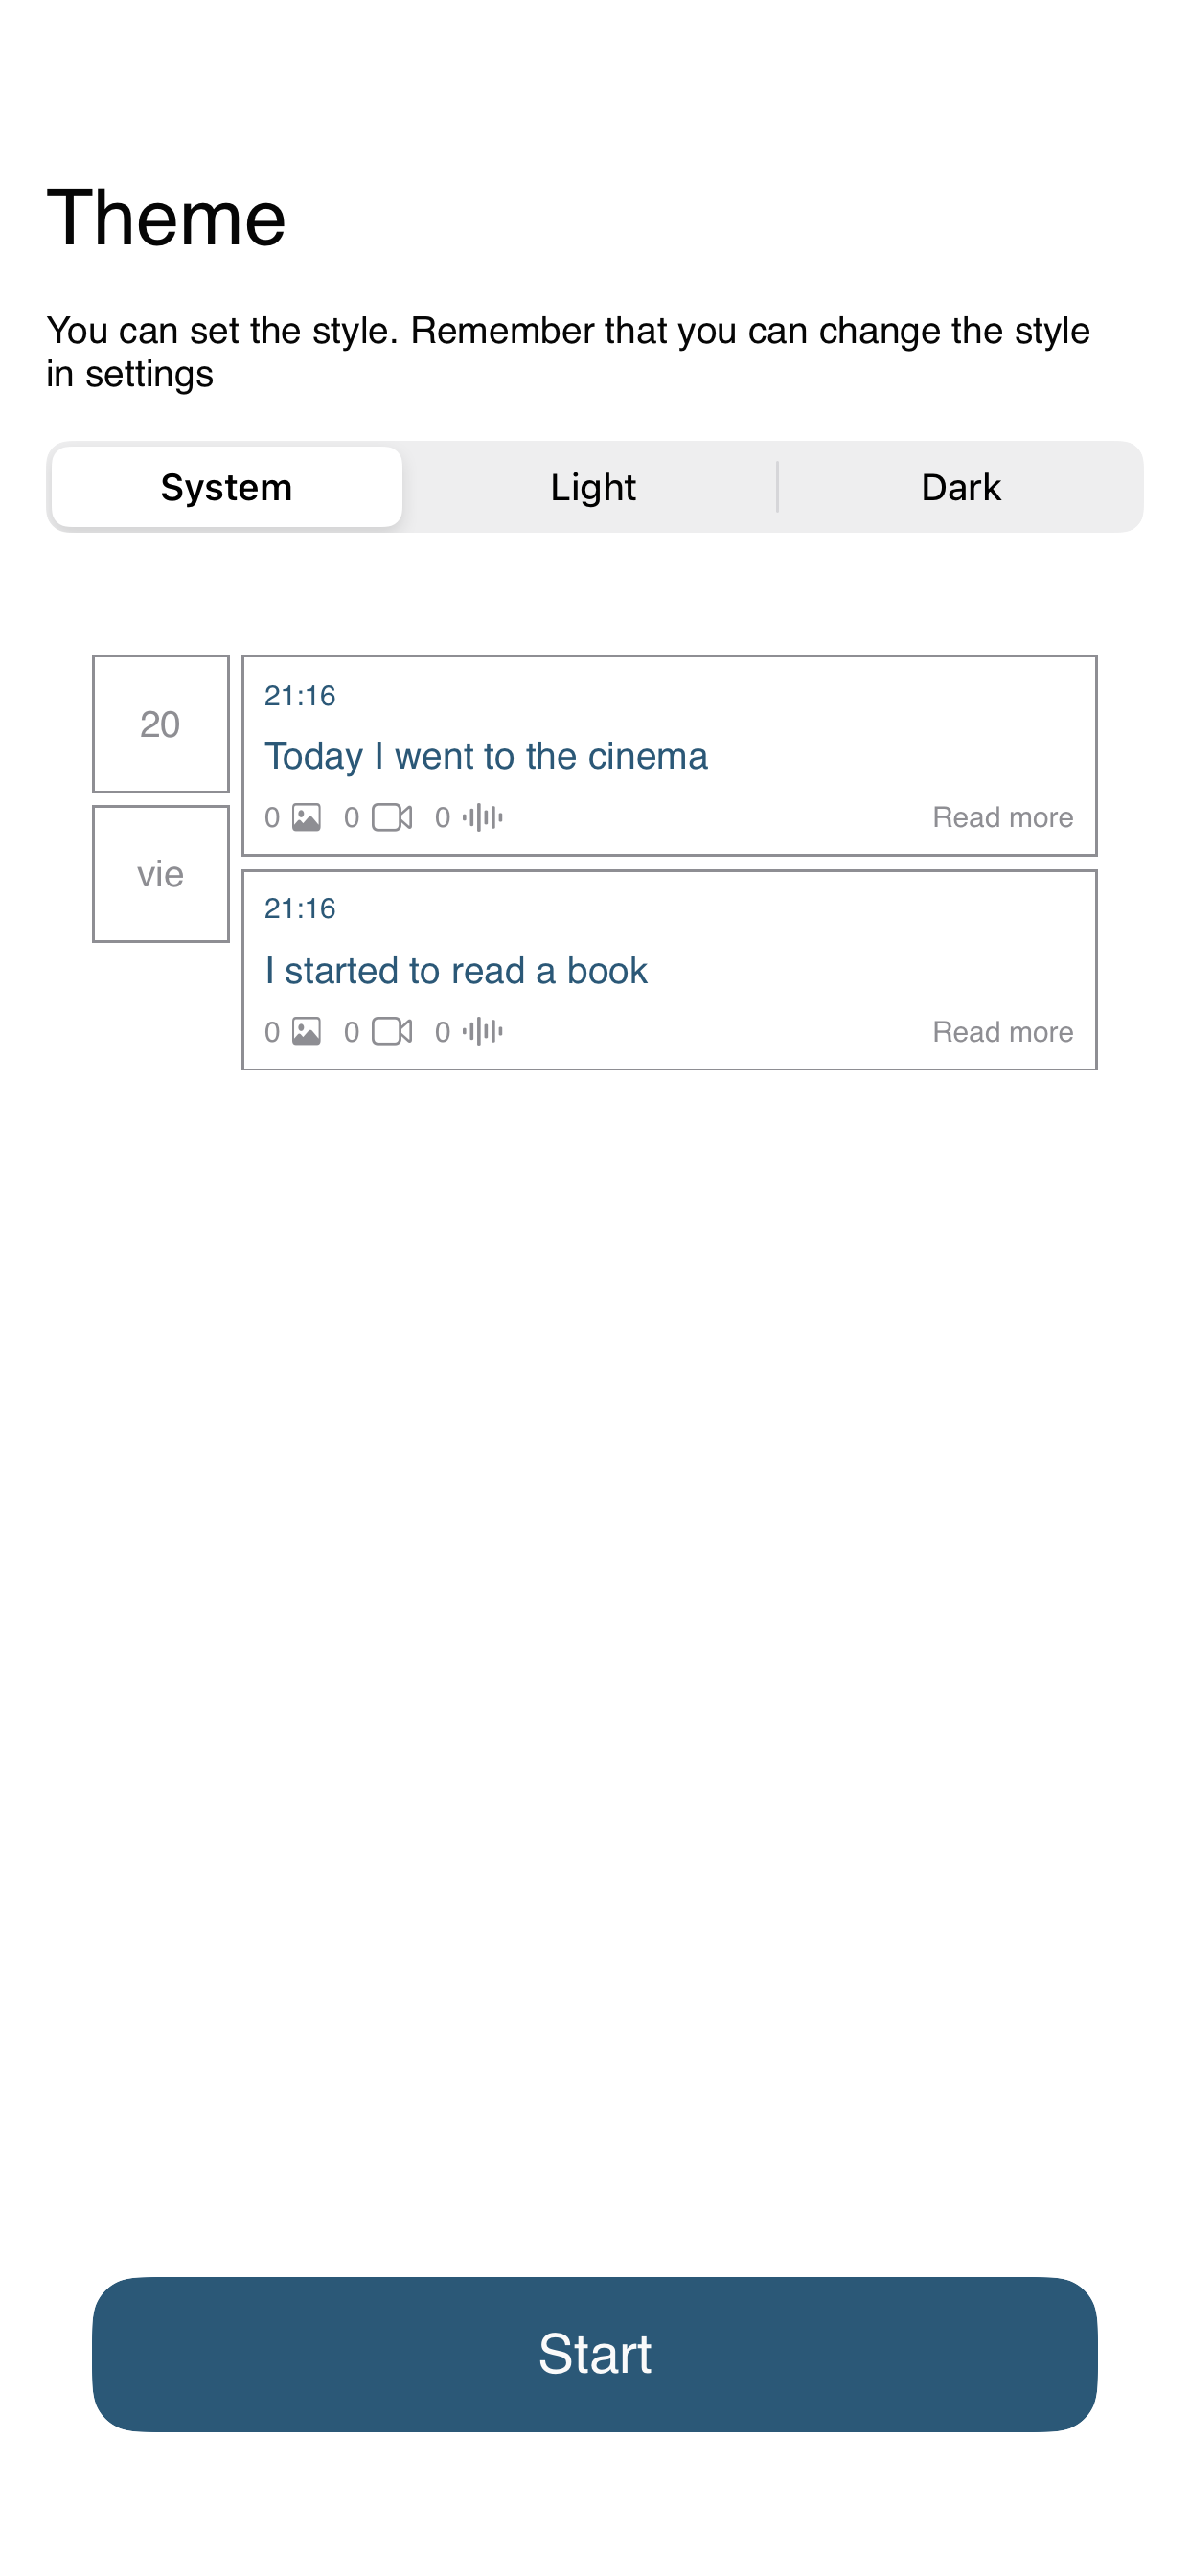 Theme
You can set the style. Remember that you can change the style
in settings
System Light Dark
20
vie
21:16
Today I went to the cinema
0 0 0 Read more
21:16
I started to read a book
0 0 0 Read more
Start